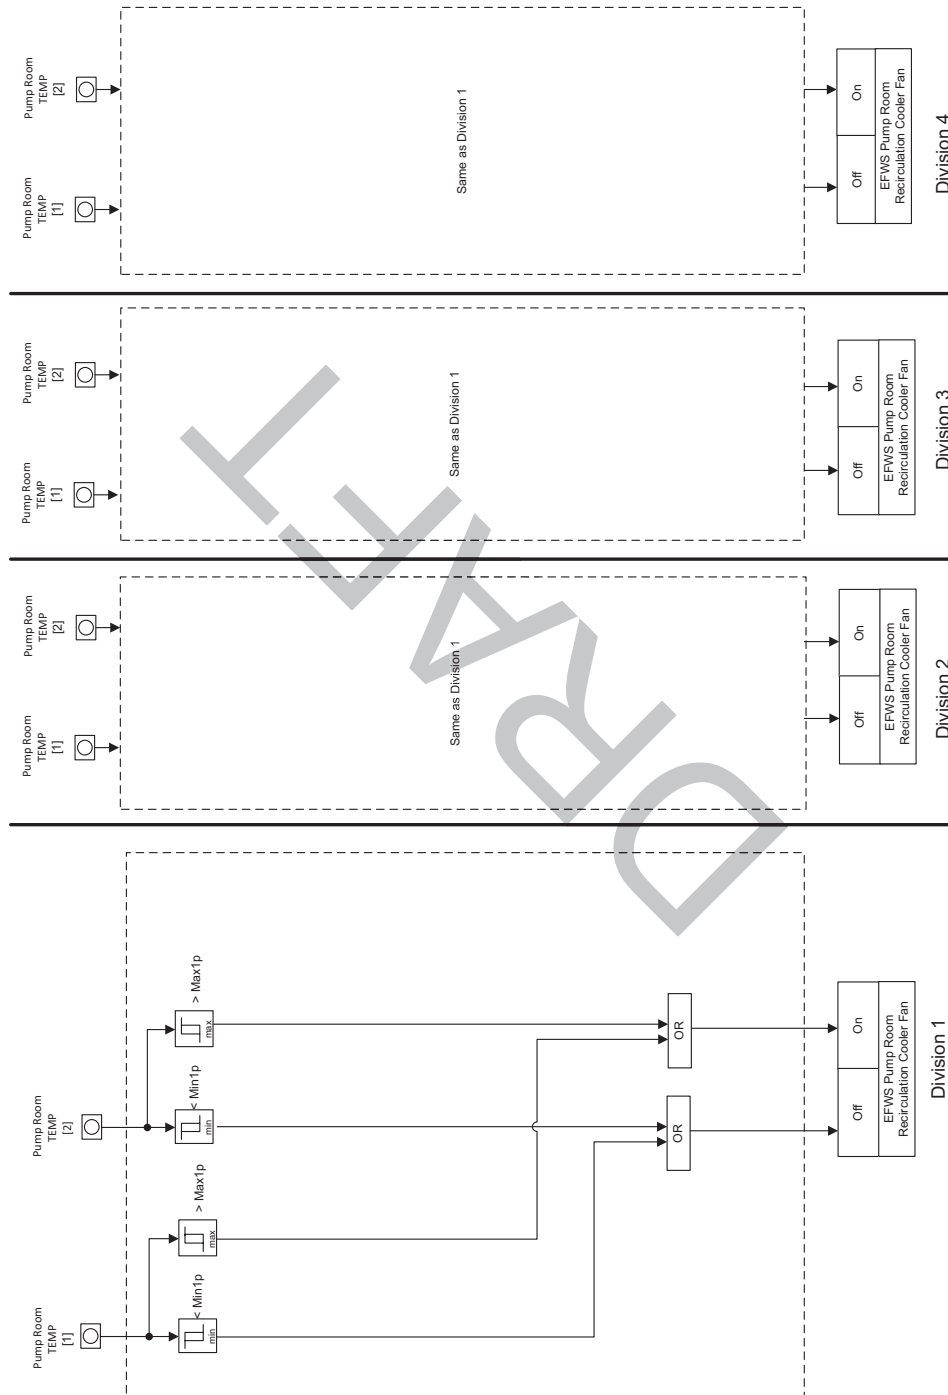 Pump Room
TEMP
[1]
Pump Room
TEMP
[2]
< Min1p
min
> Max1p
max
< Min1p
min
> Max1p
max
OR
OR
Off
On
EFWS Pump Room
Recirculation Cooler Fan
Division 1
Pump Room
TEMP
[1]
Pump Room
TEMP
[2]
Same as Division 1
Off
On
EFWS Pump Room
Recirculation Cooler Fan
Division 2
Pump Room
TEMP
[1]
Pump Room
TEMP
[2]
Same as Division 1
Off
On
EFWS Pump Room
Recirculation Cooler Fan
Division 3
Pump Room
TEMP
[1]
Pump Room
TEMP
[2]
Same as Division 1
Off
On
EFWS Pump Room
Recirculation Cooler Fan
Division 4
DRAFT